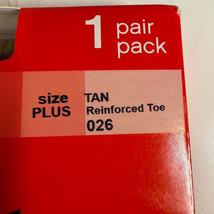 1 pair
pack
size
PLUS
TAN
Reinforced Toe
026